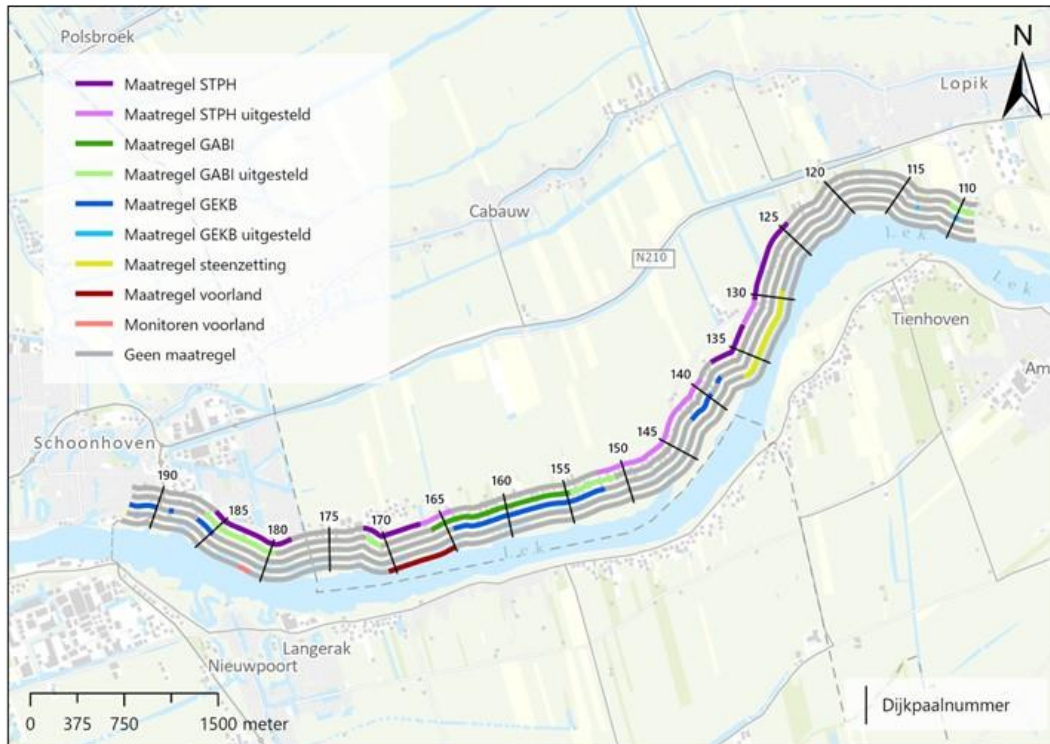 Polsbroek
N
Lopik
Maatregel STPH
Maatregel STPH uitgesteld
Maatregel GABI
Maatregel GABI uitgesteld
Maatregel GEKB
Maatregel GEKB uitgesteld
Maatregel steenzetting
Maatregel voorland
Monitoren voorland
Geen maatregel
120
115
110
Cabauw
125
Lek
Lek
N210
130
Tienhoven
135
Am
140
Schoonhoven
145
150
155
160
165
190
185
180
175
170
Lek
Langerak
Nieuwpoort
0 375 750 1500 meter
Dijkpaalnummer